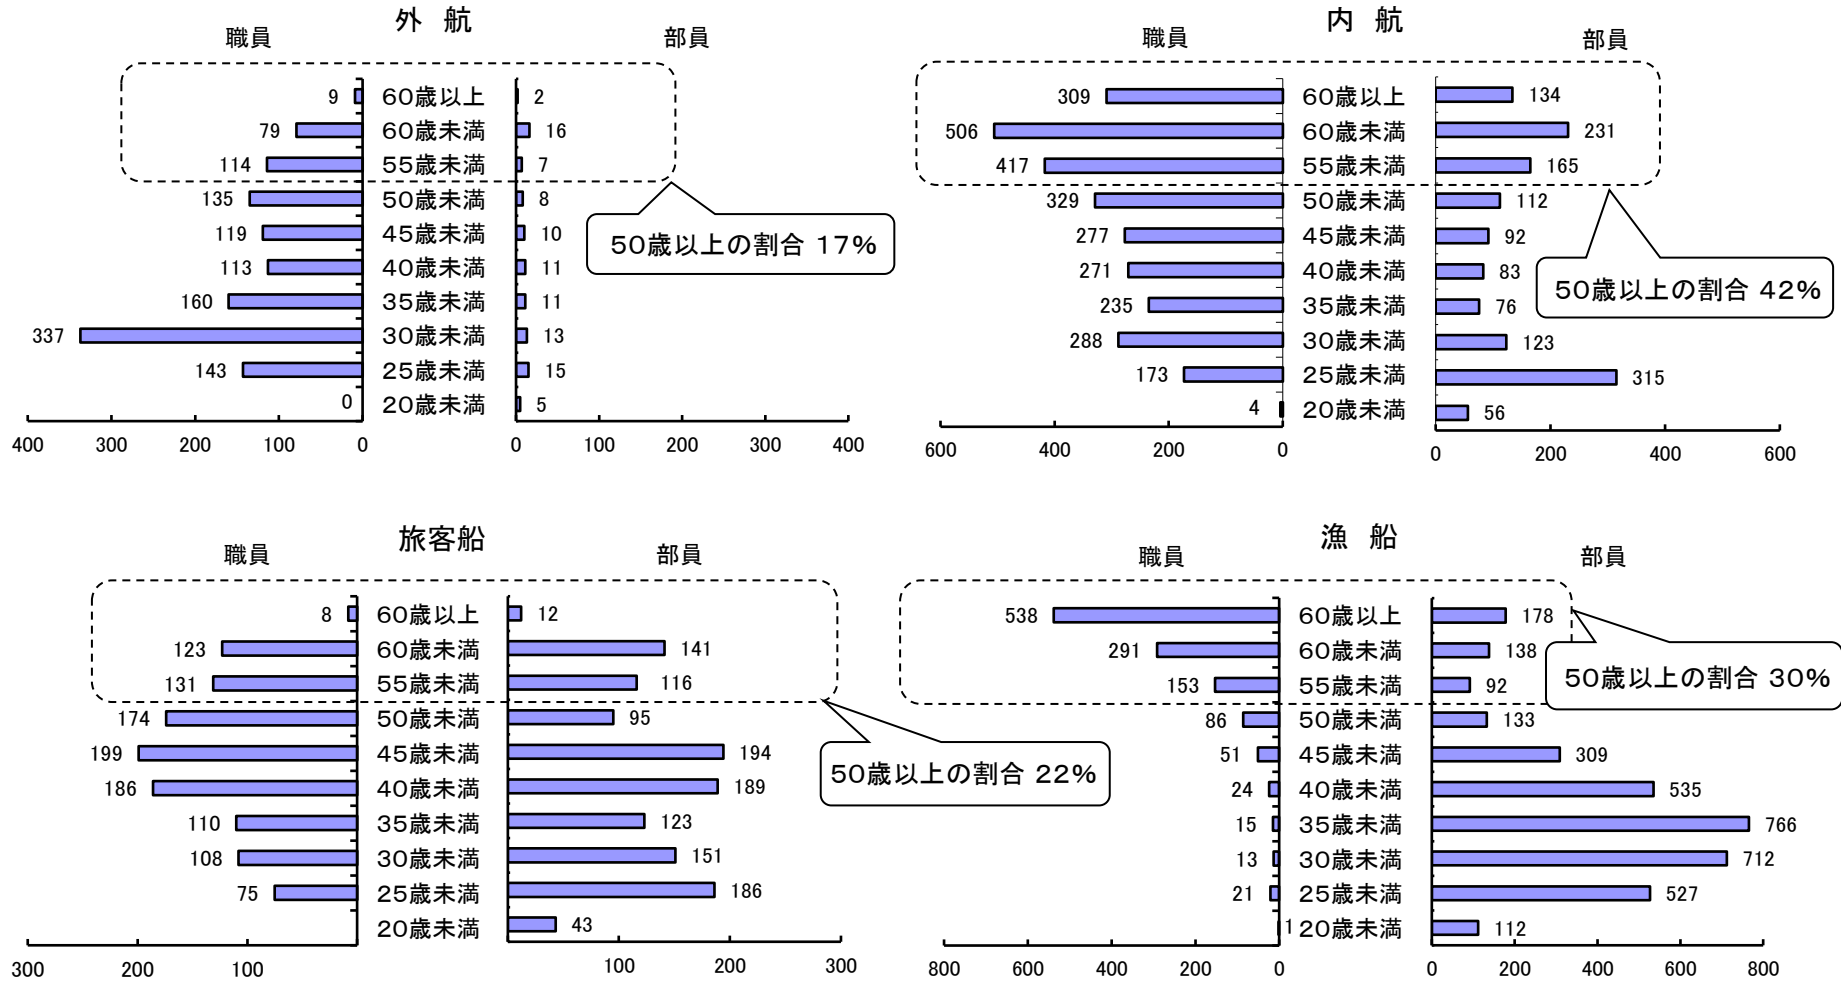 外 航
職員 部員
9 60歳以上 2
79 60歳未満 16
114 55歳未満 7
135 50歳未満 8
119 45歳未満 10
113 40歳未満 11
160 35歳未満 11
337 30歳未満 13
143 25歳未満 15
0 20歳未満 5
400 300 200 100 0 0 100 200 300 400
50歳以上の割合 17%
内 航
職員 部員
309 60歳以上 134
506 60歳未満 231
417 55歳未満 165
329 50歳未満 112
277 45歳未満 92
271 40歳未満 83
235 35歳未満 76
288 30歳未満 123
173 25歳未満 315
4 20歳未満 56
600 400 200 0 0 200 400 600
50歳以上の割合 42%
旅客船
職員 部員
8 60歳以上 12
123 60歳未満 141
131 55歳未満 116
174 50歳未満 95
199 45歳未満 194
186 40歳未満 189
110 35歳未満 123
108 30歳未満 151
75 25歳未満 186
20歳未満 43
300 200 100 100 200 300
50歳以上の割合 22%
漁 船
職員 部員
538 60歳以上 178
291 60歳未満 138
153 55歳未満 92
86 50歳未満 133
51 45歳未満 309
24 40歳未満 535
15 35歳未満 766
13 30歳未満 712
21 25歳未満 527
1 20歳未満 112
800 600 400 200 0 0 200 400 600 800
50歳以上の割合 30%